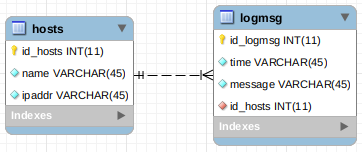 hosts
id_hosts INT(11)
name VARCHAR(45)
ipaddr VARCHAR(45)
Indexes
logmsg
id_logmsg INT(11)
time VARCHAR(45)
message VARCHAR(45)
id_hosts INT(11)
Indexes